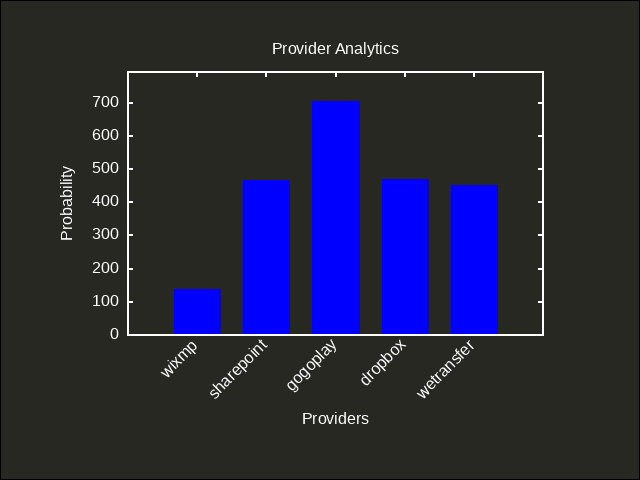 Provider Analytics
700
600
500
400
300
200
100
0
Probability
wixmp
sharepoint
gogoplay
dropbox
wetransfer
Providers